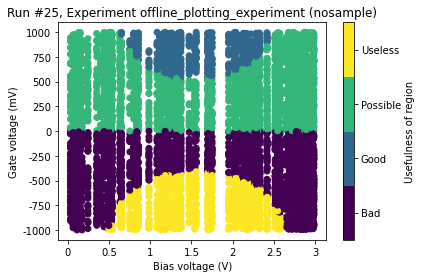 Run #25, Experiment offline_plotting_experiment (nosample)
1000
750
500
250
0
-250
-500
-750
-1000
Gate voltage (mV)
0
0.5
1
1.5
2
2.5
3
Bias voltage (V)
Useless
Possible
Good
Bad
Usefulness of region